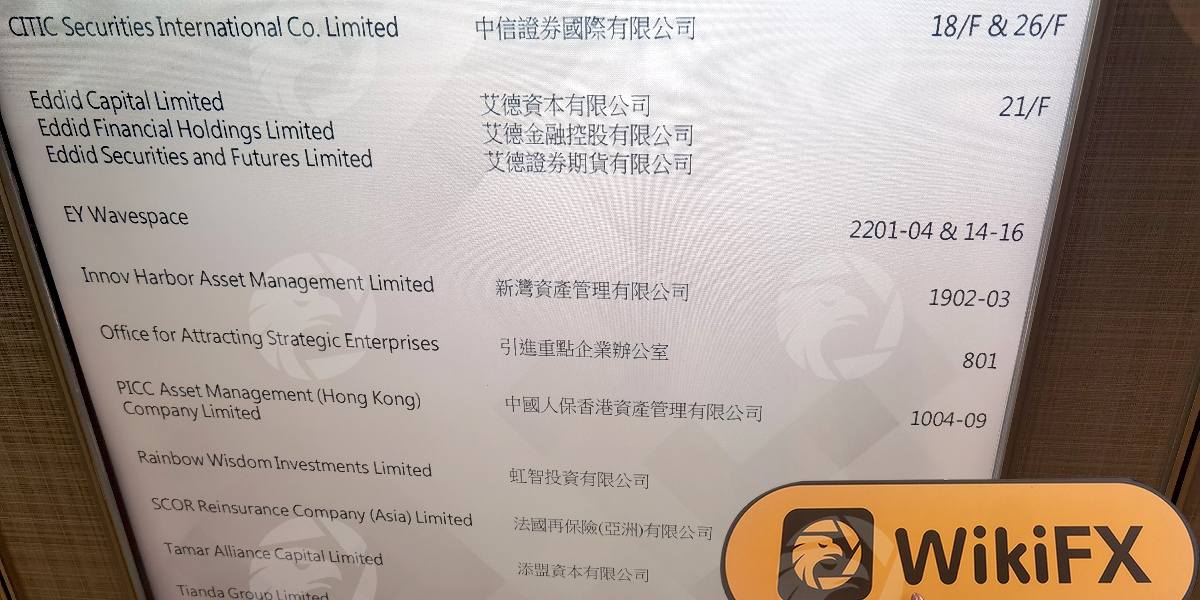 CITIC Securities International Co. Limited 中信證券國際有限公司 18/F & 26/F
Eddid Capital Limited 艾德資本有限公司 21/F
Eddid Financial Holdings Limited 艾德金融控股有限公司
Eddid Securities and Futures Limited 艾德證券期貨有限公司
EY Wavespace 2201-04 & 14-16
Innov Harbor Asset Management Limited 新灣資產管理有限公司 1902-03
Office for Attracting Strategic Enterprises 引進重點企業辦公室 801
PICC Asset Management (Hong Kong) 中國人保香港資產管理有限公司 1004-09
Company Limited
Rainbow Wisdom Investments Limited 虹智投資有限公司
SCOR Reinsurance Company (Asia) Limited 法國再保險(亞洲)有限公司
Tamar Alliance Capital Limited 添盟資本有限公司
Tianda Group Limited
WikiFX